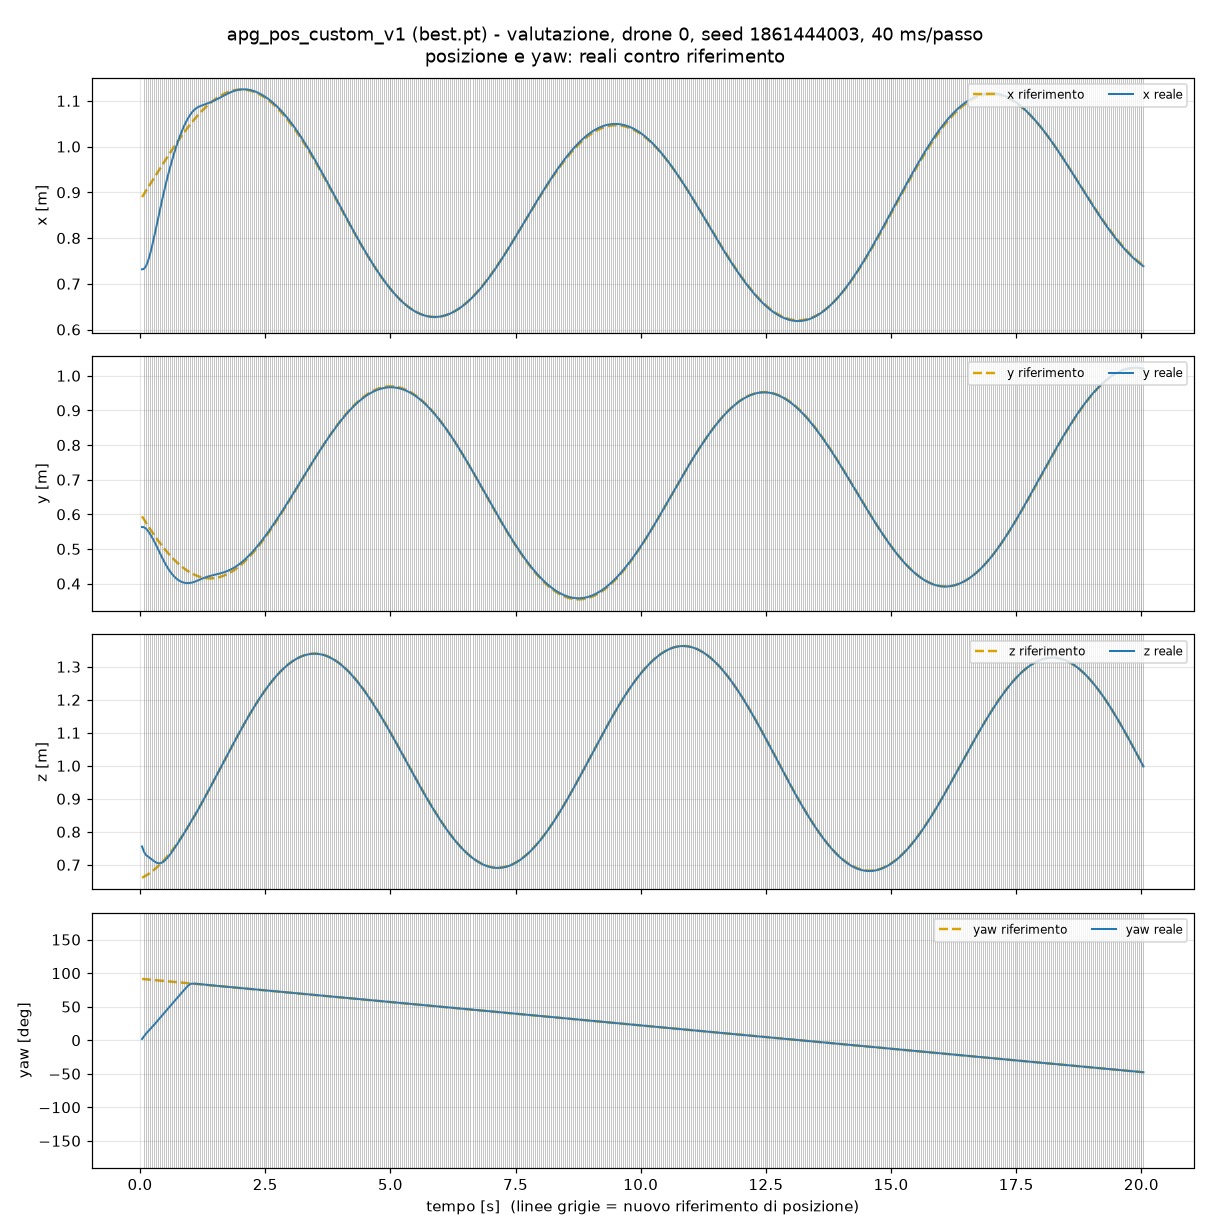 apg_pos_custom_v1 (best.pt) - valutazione, drone 0, seed 1861444003, 40 ms/passo
posizione e yaw: reali contro riferimento
x riferimento
x reale
1.1
1.0
0.9
0.8
0.7
0.6
x [m]
y riferimento
y reale
1.0
0.9
0.8
0.7
0.6
0.5
0.4
y [m]
z riferimento
z reale
1.3
1.2
1.1
1.0
0.9
0.8
0.7
z [m]
yaw riferimento
yaw reale
150
100
50
0
−50
−100
−150
yaw [deg]
0.0 2.5 5.0 7.5 10.0 12.5 15.0 17.5 20.0
tempo [s]  (linee grigie = nuovo riferimento di posizione)